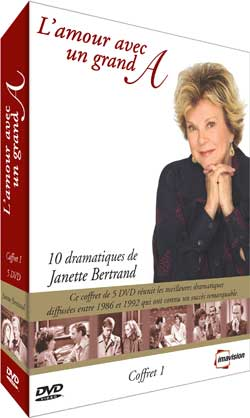 L'amour avec
un grand
A
10 dramatiques de
Janette Bertrand
Ce coffret de 5 DVD réunit les meilleures dramatiques
diffusées entre 1986 et 1992 qui ont connu un succès remarquable.
DVD
VIDEO
Coffret 1
imavision
L'amour avec
un grand
A
Coffret 1
5 DVD
Janette Bertrand
DVD